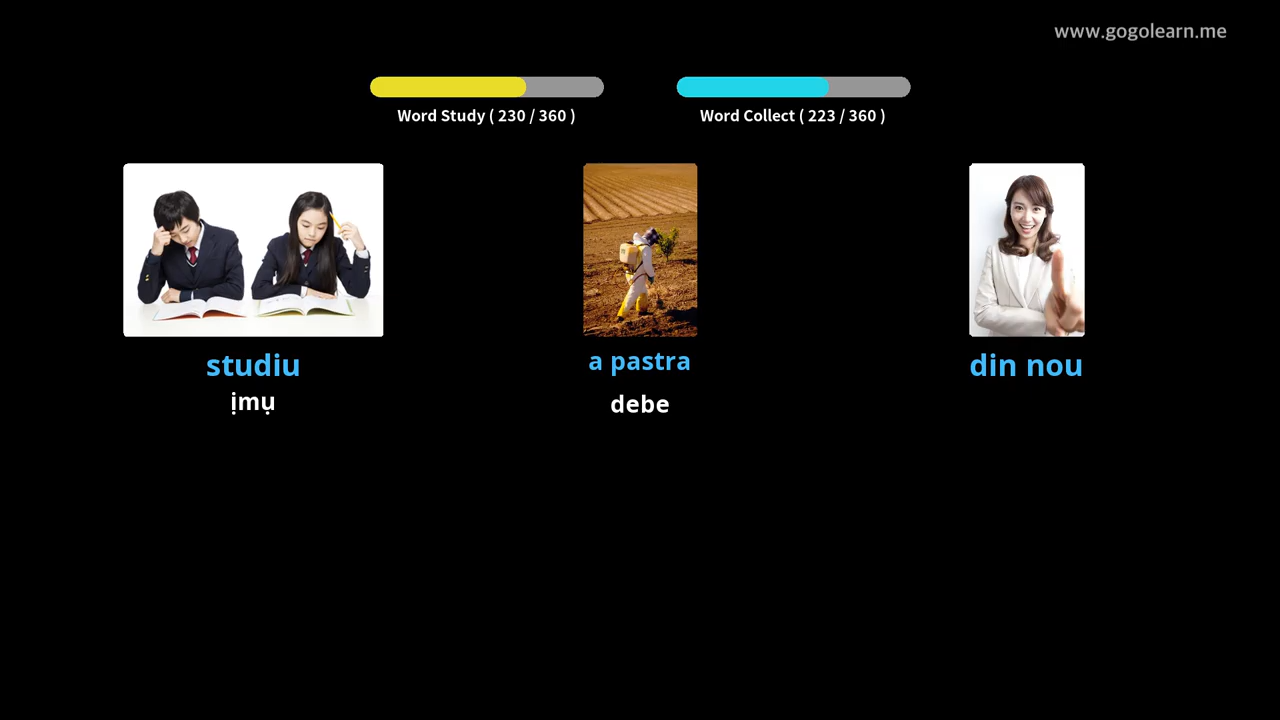 www.gogolearn.me
Word Study ( 230 / 360 )
Word Collect ( 223 / 360 )
studiu
ịmụ
a pastra
debe
din nou